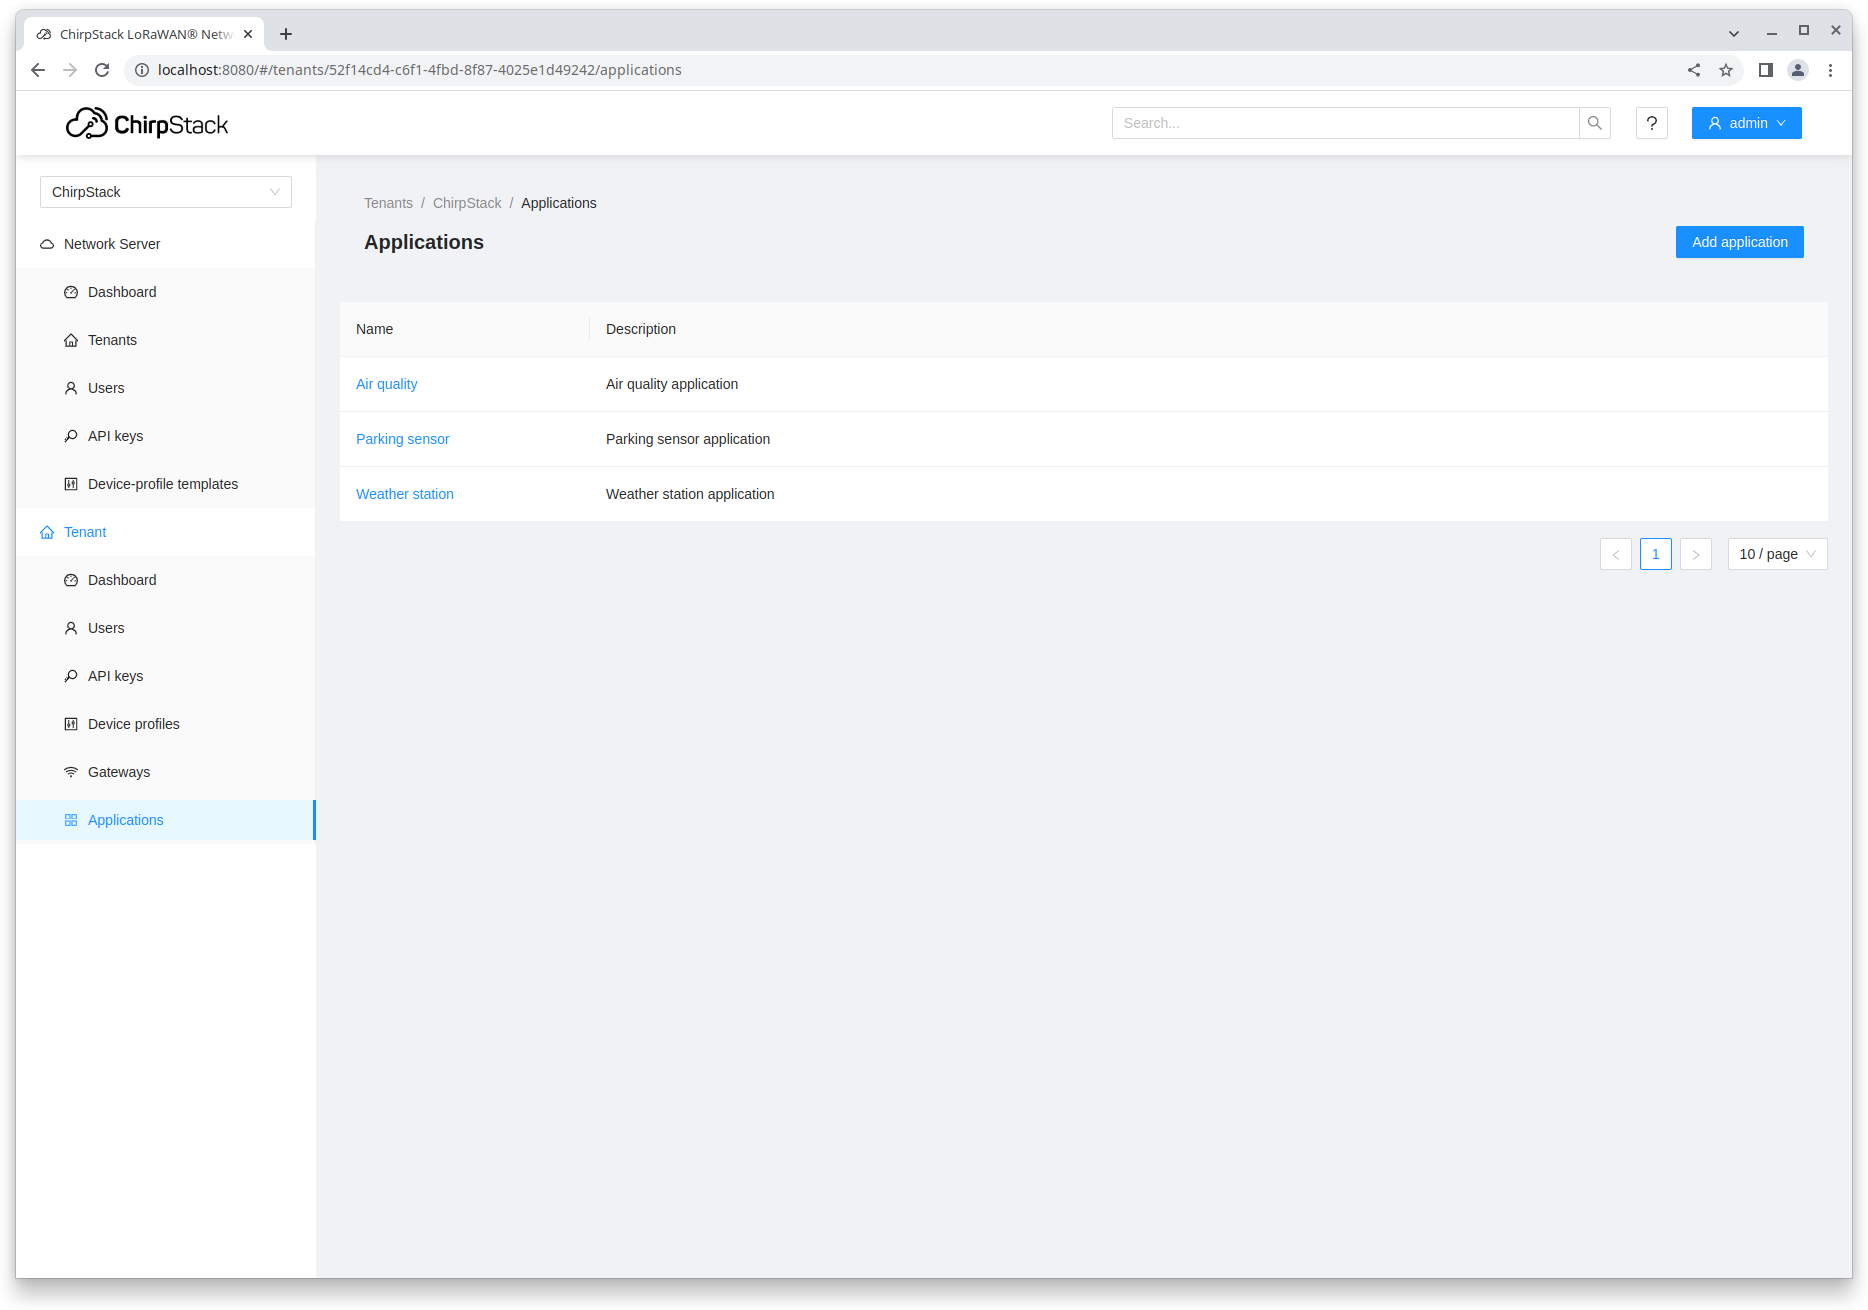 ChirpStack LoRaWAN® Netw
localhost:8080/#/tenants/52f14cd4-c6f1-4fbd-8f87-4025e1d49242/applications
ChirpStack
Search...
?
admin
ChirpStack
Network Server
Dashboard
Tenants
Users
API keys
Device-profile templates
Tenant
Dashboard
Users
API keys
Device profiles
Gateways
Applications
Tenants / ChirpStack / Applications
Applications
Add application
Name Description
Air quality Air quality application
Parking sensor Parking sensor application
Weather station Weather station application
< 1 > 10 / page